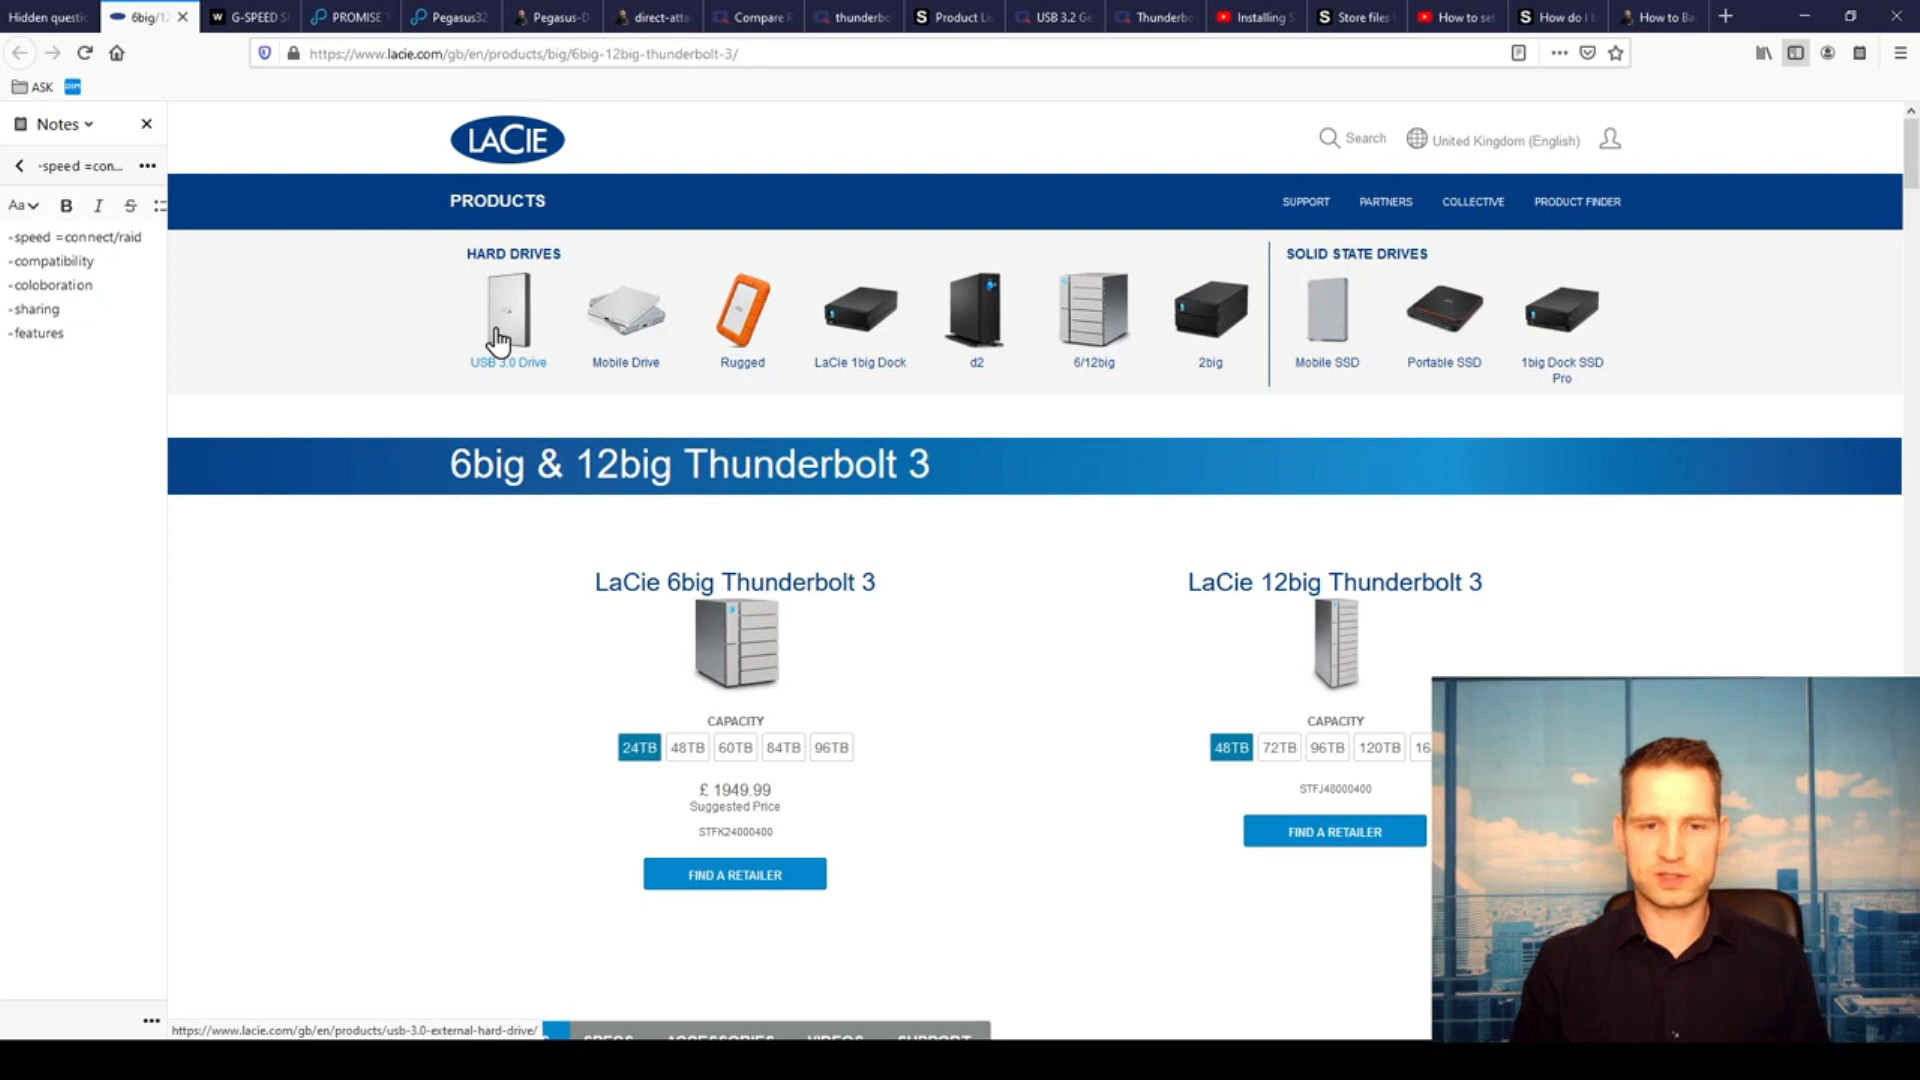 Hidden questi
6big/1
G-SPEED S
PROMISE
Pegasus32
Pegasus-D
direct-atta
Compare P
thunderbo
Product Li
USB 3.2 Ge
Thunderbo
Installing S
Store files
How to se
How do I b
How to Ba
https://www.lacie.com/gb/en/products/big/6big-12big-thunderbolt-3/
ASK
DSM
Notes
-speed =con...
Aa B I S
-speed =connect/raid
-compatibility
-coloboration
-sharing
-features
LACIE
Search
United Kingdom (English)
PRODUCTS
SUPPORT
PARTNERS
COLLECTIVE
PRODUCT FINDER
HARD DRIVES
SOLID STATE DRIVES
USB 3.0 Drive
Mobile Drive
Rugged
LaCie 1big Dock
d2
6/12big
2big
Mobile SSD
Portable SSD
1big Dock SSD
Pro
6big & 12big Thunderbolt 3
LaCie 6big Thunderbolt 3
LaCie 12big Thunderbolt 3
CAPACITY
CAPACITY
24TB 48TB 60TB 84TB 96TB
48TB 72TB 96TB 120TB 16
£ 1949.99
Suggested Price
STFK24000400
STFJ48000400
FIND A RETAILER
FIND A RETAILER
https://www.lacie.com/gb/en/products/usb-3.0-external-hard-drive/
SPECS
ACCESSORIES
VIDEOS
SUPPORT